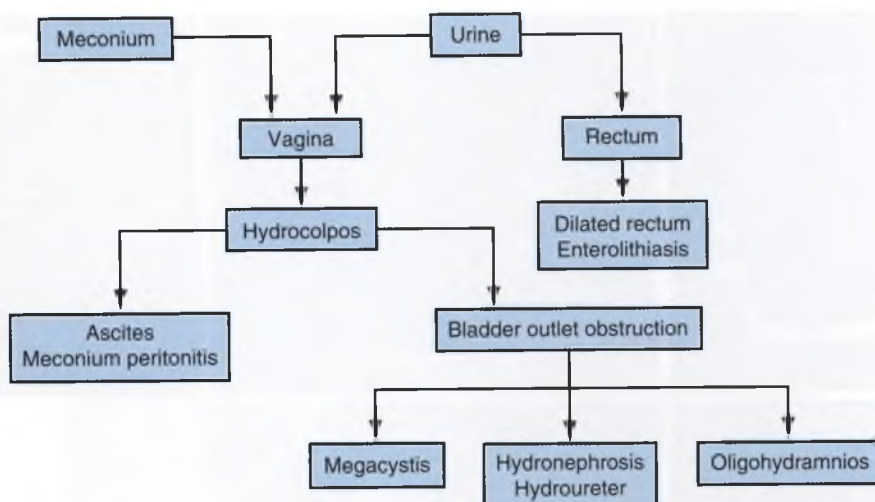 Meconium
Urine
Vagina
Rectum
Hydrocolpos
Dilated rectum
Enterolithiasis
Ascites
Meconium peritonitis
Bladder outlet obstruction
Megacystis
Hydronephrosis
Hydroureter
Oligohydramnios